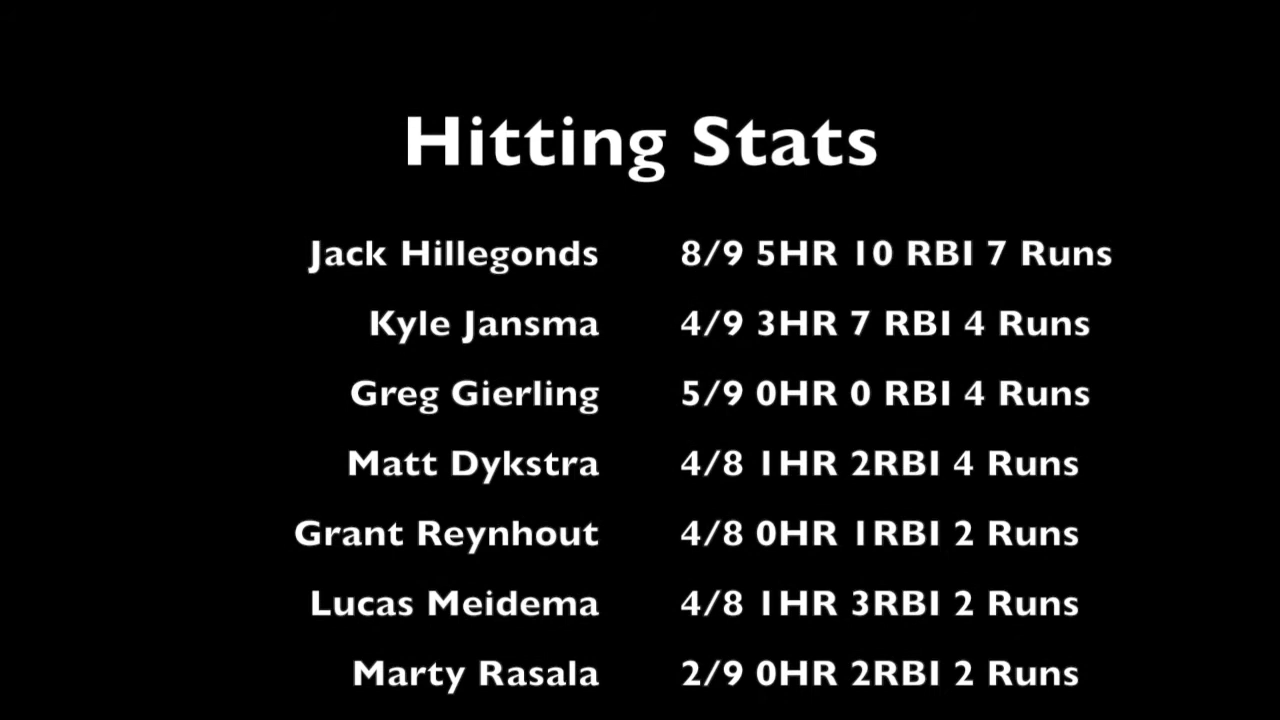 Hitting Stats
Jack Hillegonds 8/9 5HR 10 RBI 7 Runs
Kyle Jansma 4/9 3HR 7 RBI 4 Runs
Greg Gierling 5/9 0HR 0 RBI 4 Runs
Matt Dykstra 4/8 1HR 2RBI 4 Runs
Grant Reynhout 4/8 0HR 1RBI 2 Runs
Lucas Meidema 4/8 1HR 3RBI 2 Runs
Marty Rasala 2/9 0HR 2RBI 2 Runs